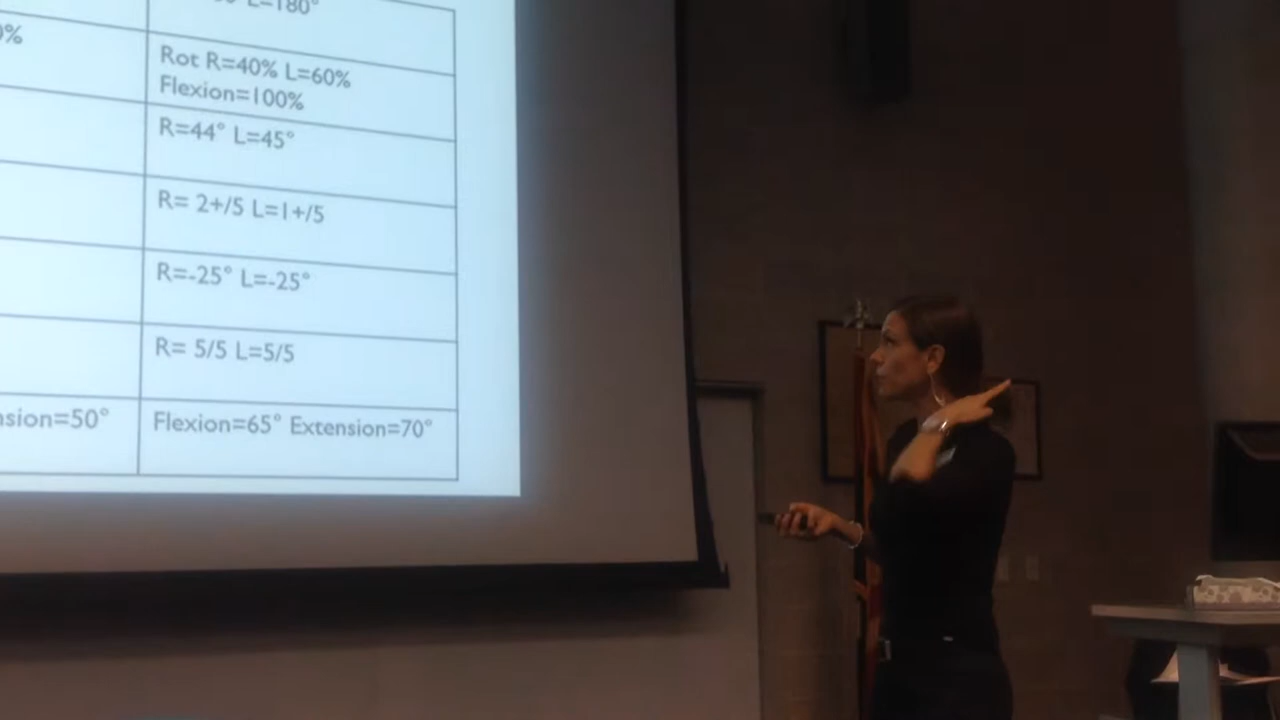 L=180°
Rot R=40% L=60%
Flexion=100%
R=44° L=45°
R= 2+/5 L=1+/5
R=-25° L=-25°
R= 5/5 L=5/5
=50° Flexion=65° Extension=70°